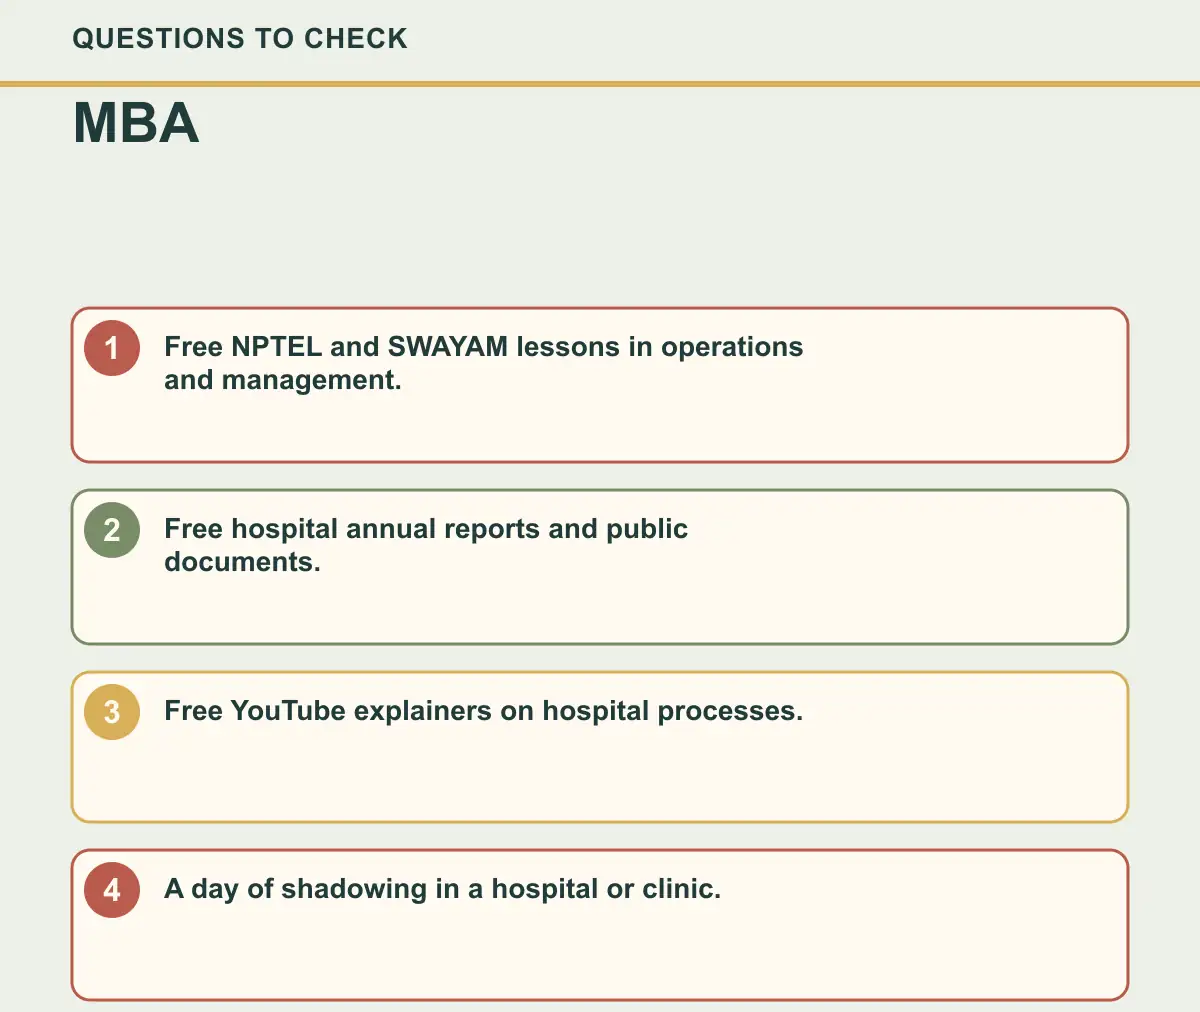 QUESTIONS TO CHECK
MBA
1
Free NPTEL and SWAYAM lessons in operations
and management.
2
Free hospital annual reports and public
documents.
3
Free YouTube explainers on hospital processes.
4
A day of shadowing in a hospital or clinic.